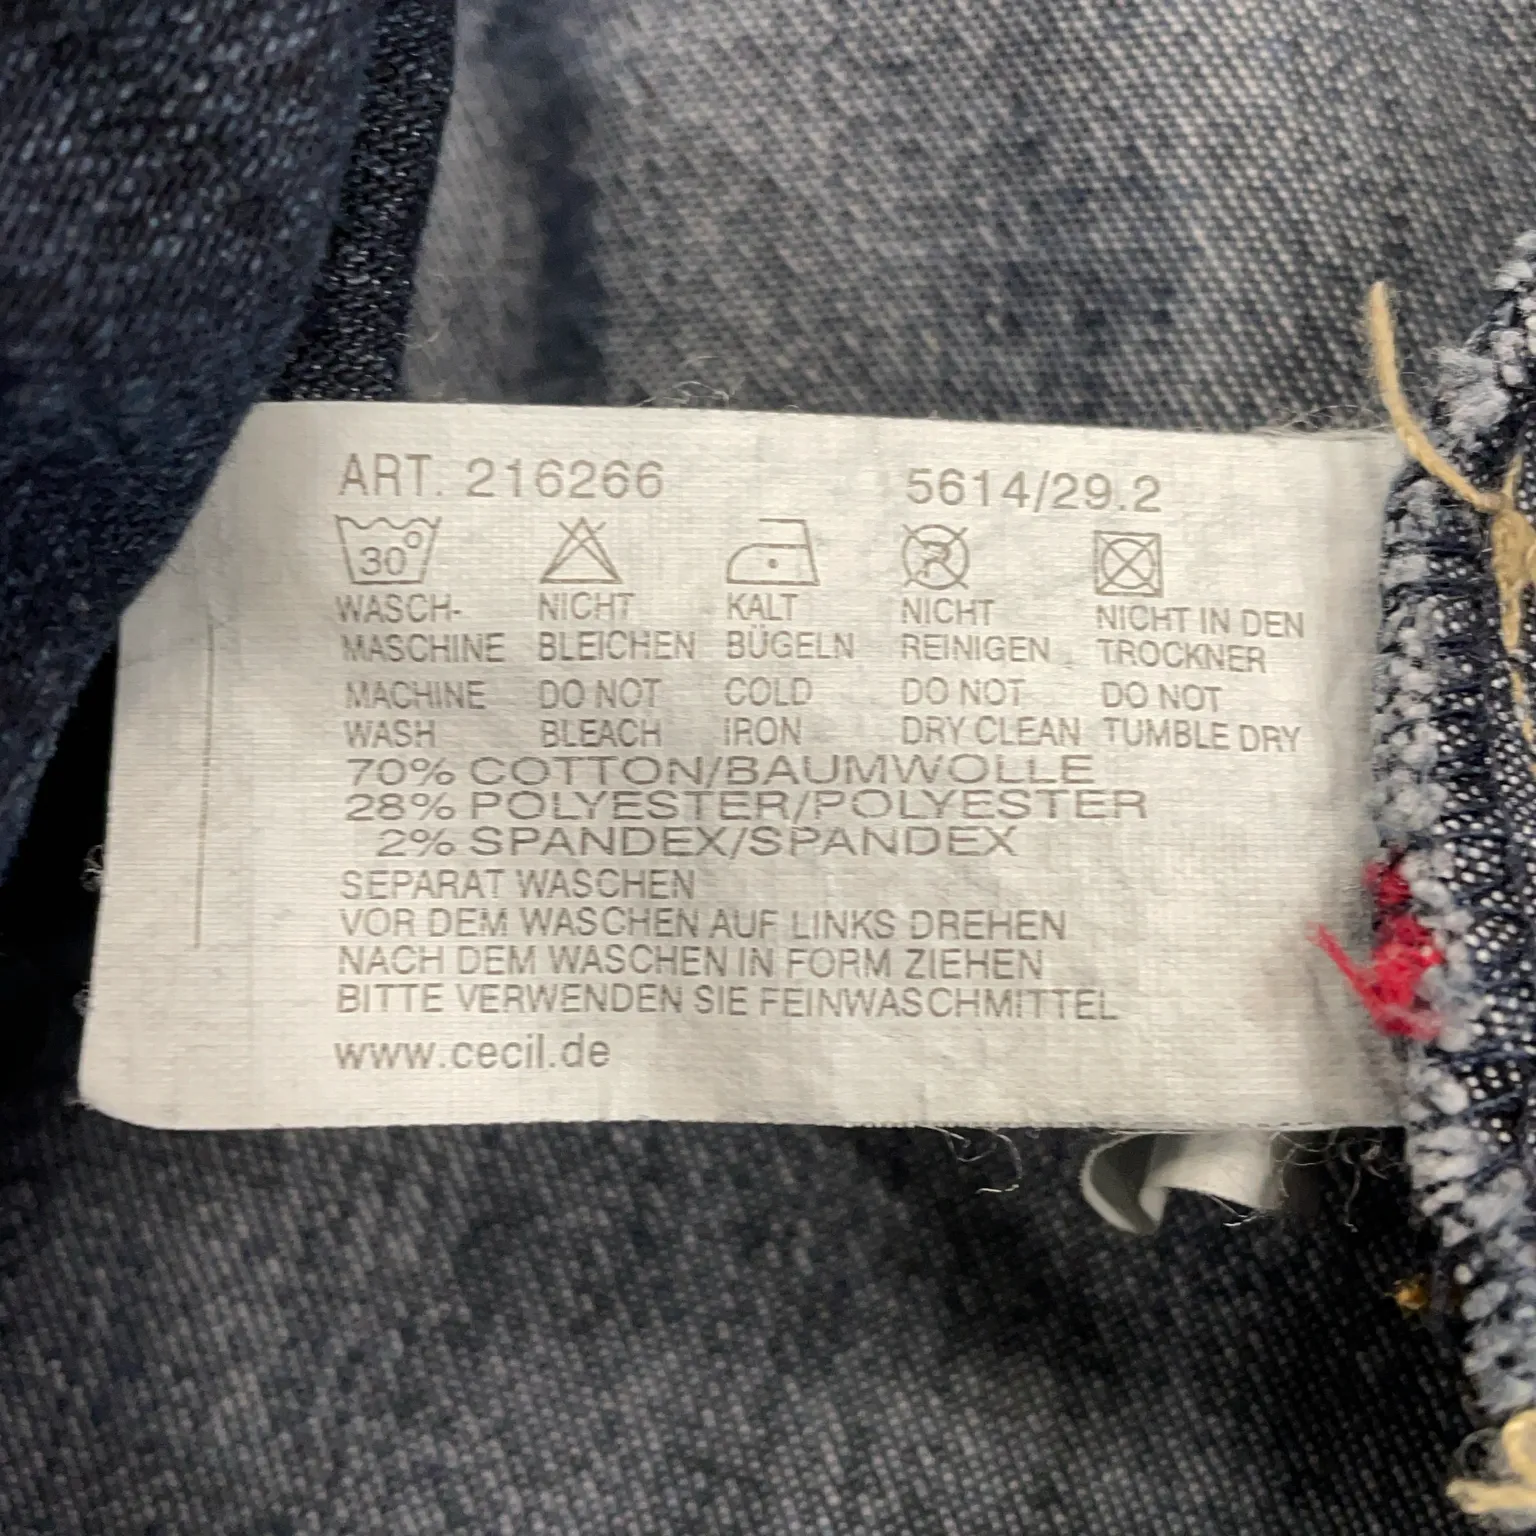 ART. 216266 5614/29.2
30°
WASCH- NICHT KALT NICHT NICHT IN DEN
MASCHINE BLEICHEN BÜGELN REINIGEN TROCKNER
MACHINE DO NOT COLD DO NOT DO NOT
WASH BLEACH IRON DRY CLEAN TUMBLE DRY
70% COTTON/BAUMWOLLE
28% POLYESTER/POLYESTER
2% SPANDEX/SPANDEX
SEPARAT WASCHEN
VOR DEM WASCHEN AUF LINKS DREHEN
NACH DEM WASCHEN IN FORM ZIEHEN
BITTE VERWENDEN SIE FEINWASCHMITTEL
www.cecil.de